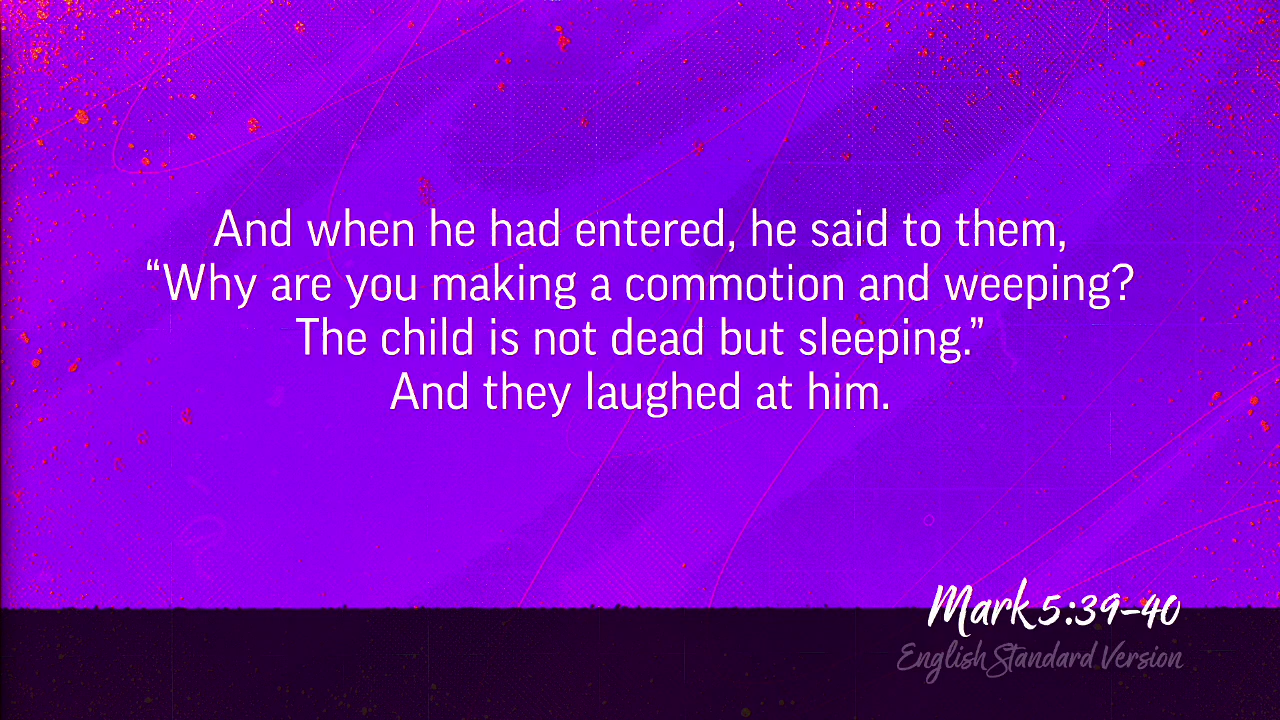 And when he had entered, he said to them,
“Why are you making a commotion and weeping?
The child is not dead but sleeping.”
And they laughed at him.
Mark 5:39–40
English Standard Version